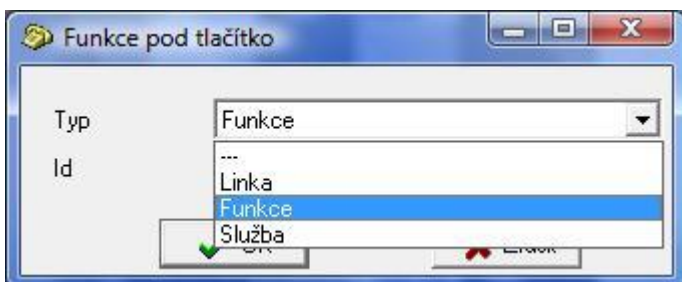 Funkce pod tlačítko
Typ
Funkce
Id
---
Linka
Funkce
Služba